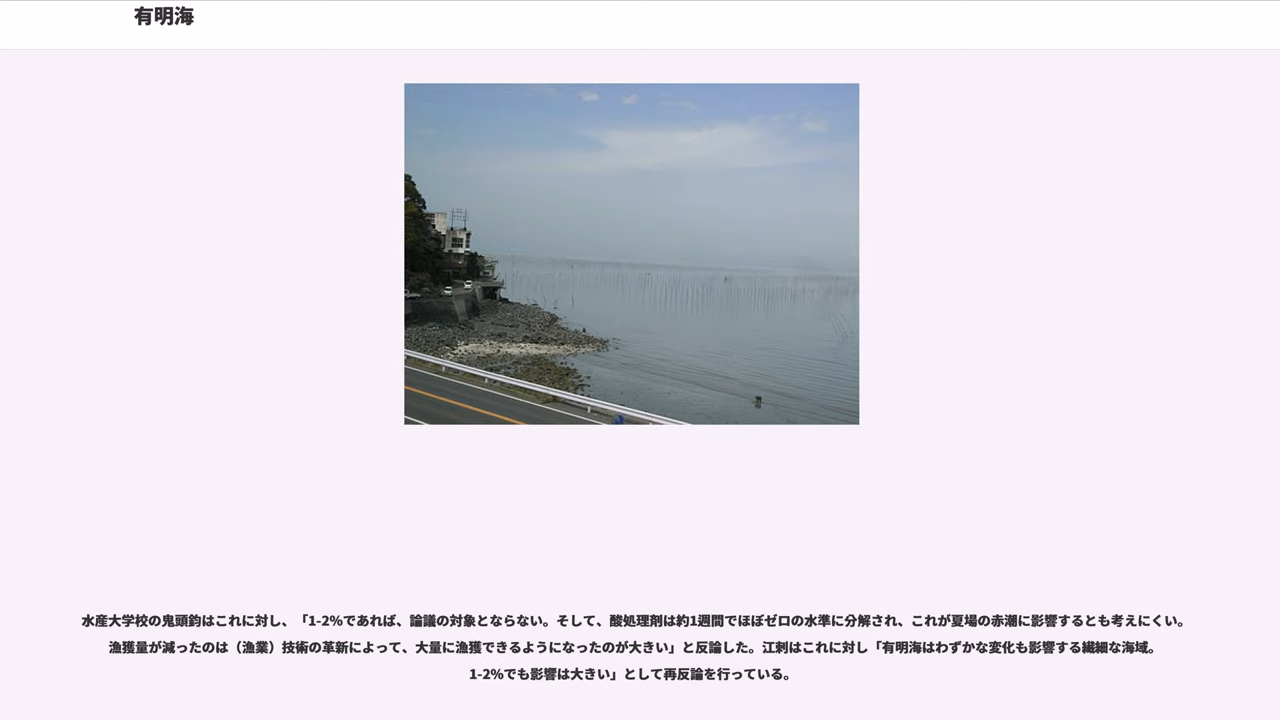 有明海
水産大学校の鬼頭鈞はこれに対し、「1-2%であれば、論議の対象とならない。そして、酸処理剤は約1週間でほぼゼロの水準に分解され、これが夏場の赤潮に影響するとも考えにくい。
漁獲量が減ったのは（漁業）技術の革新によって、大量に漁獲できるようになったのが大きい」と反論した。江刺はこれに対し「有明海はわずかな変化も影響する繊細な海域。
1-2%でも影響は大きい」として再反論を行っている。